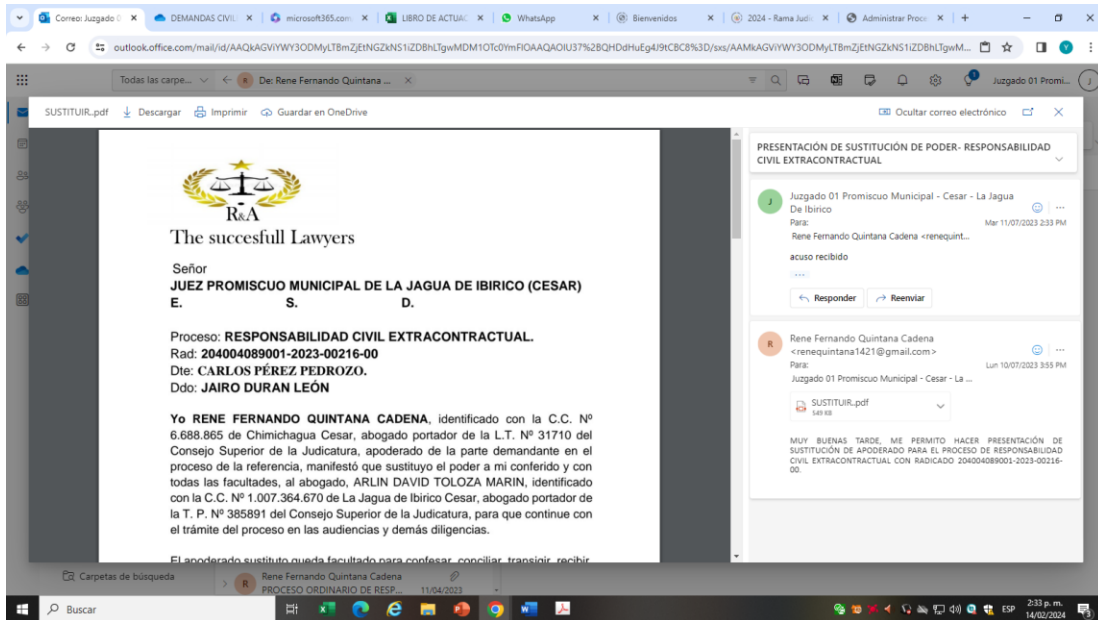 Correo: Juzgado 0
DEMANDAS CIVIL
microsoft365.com
LIBRO DE ACTUAC
WhatsApp
Bienvenidos
2024 - Rama Judic
Administrar Proce
Todas las carpe...
De: Rene Fernando Quintana ...
Juzgado 01 Promi...
SUSTITUIR..pdf
Descargar
Imprimir
Guardar en OneDrive
Ocultar correo electrónico
R&A
The succesfull Lawyers
Señor
JUEZ PROMISCUO MUNICIPAL DE LA JAGUA DE IBIRICO (CESAR)
E. S. D.
Proceso: RESPONSABILIDAD CIVIL EXTRACONTRACTUAL.
Rad: 204004089001-2023-00216-00
Dte: CARLOS PÉREZ PEDROZO.
Ddo: JAIRO DURAN LEÓN
Yo RENE FERNANDO QUINTANA CADENA, identificado con la C.C. Nº
6.688.865 de Chimichagua Cesar, abogado portador de la L.T. Nº 31710 del
Consejo Superior de la Judicatura, apoderado de la parte demandante en el
proceso de la referencia, manifestó que sustituyo el poder a mi conferido y con
todas las facultades, al abogado, ARLIN DAVID TOLOZA MARIN, identificado
con la C.C. Nº 1.007.364.670 de La Jagua de Ibirico Cesar, abogado portador de
la T. P. Nº 385891 del Consejo Superior de la Judicatura, para que continue con
el trámite del proceso en las audiencias y demás diligencias.
El apoderado sustituto queda facultado para confesar, conciliar, transigir, recibir,
PRESENTACIÓN DE SUSTITUCIÓN DE PODER- RESPONSABILIDAD
CIVIL EXTRACONTRACTUAL
J
Juzgado 01 Promiscuo Municipal - Cesar - La Jagua
De Ibirico
Para:
Mar 11/07/2023 2:33 PM
Rene Fernando Quintana Cadena <renequint...
acuso recibido
Responder
Reenviar
R
Rene Fernando Quintana Cadena
<renequintana1421@gmail.com>
Para:
Lun 10/07/2023 3:55 PM
Juzgado 01 Promiscuo Municipal - Cesar - La ...
SUSTITUIR..pdf
549 KB
MUY BUENAS TARDE, ME PERMITO HACER PRESENTACIÓN DE
SUSTITUCIÓN DE APODERADO PARA EL PROCESO DE RESPONSABILIDAD
CIVIL EXTRACONTRACTUAL CON RADICADO 204004089001-2023-00216-
00.
Carpetas de búsqueda
R
Rene Fernando Quintana Cadena
PROCESO ORDINARIO DE RESP...
11/04/2023
Buscar
ESP
2:33 p. m.
14/02/2024